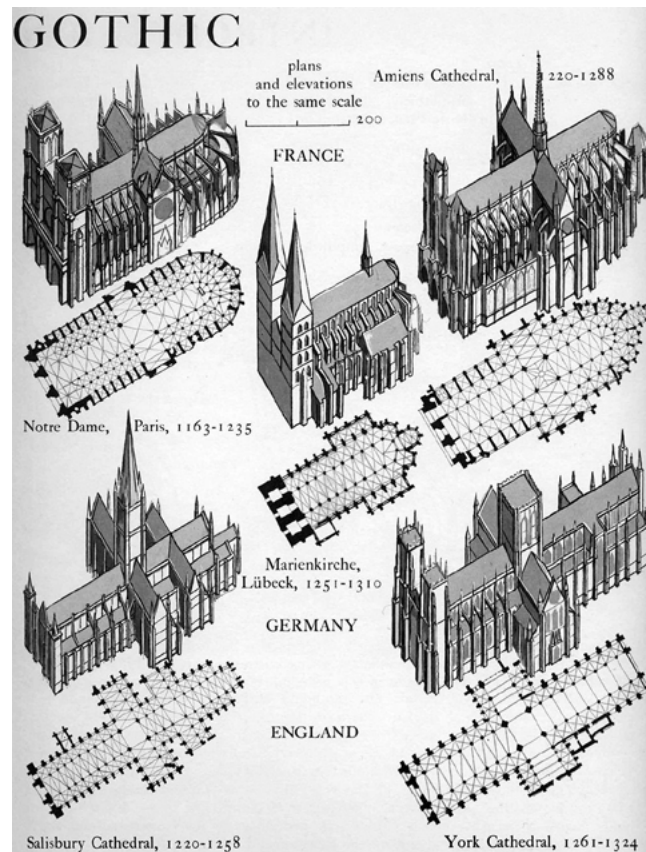 GOTHIC
plans
and elevations
to the same scale
200
Amiens Cathedral, 1220-1288
FRANCE
Notre Dame, Paris, 1163-1235
Marienkirche,
Lübeck, 1251-1310
GERMANY
ENGLAND
Salisbury Cathedral, 1220-1258
York Cathedral, 1261-1324